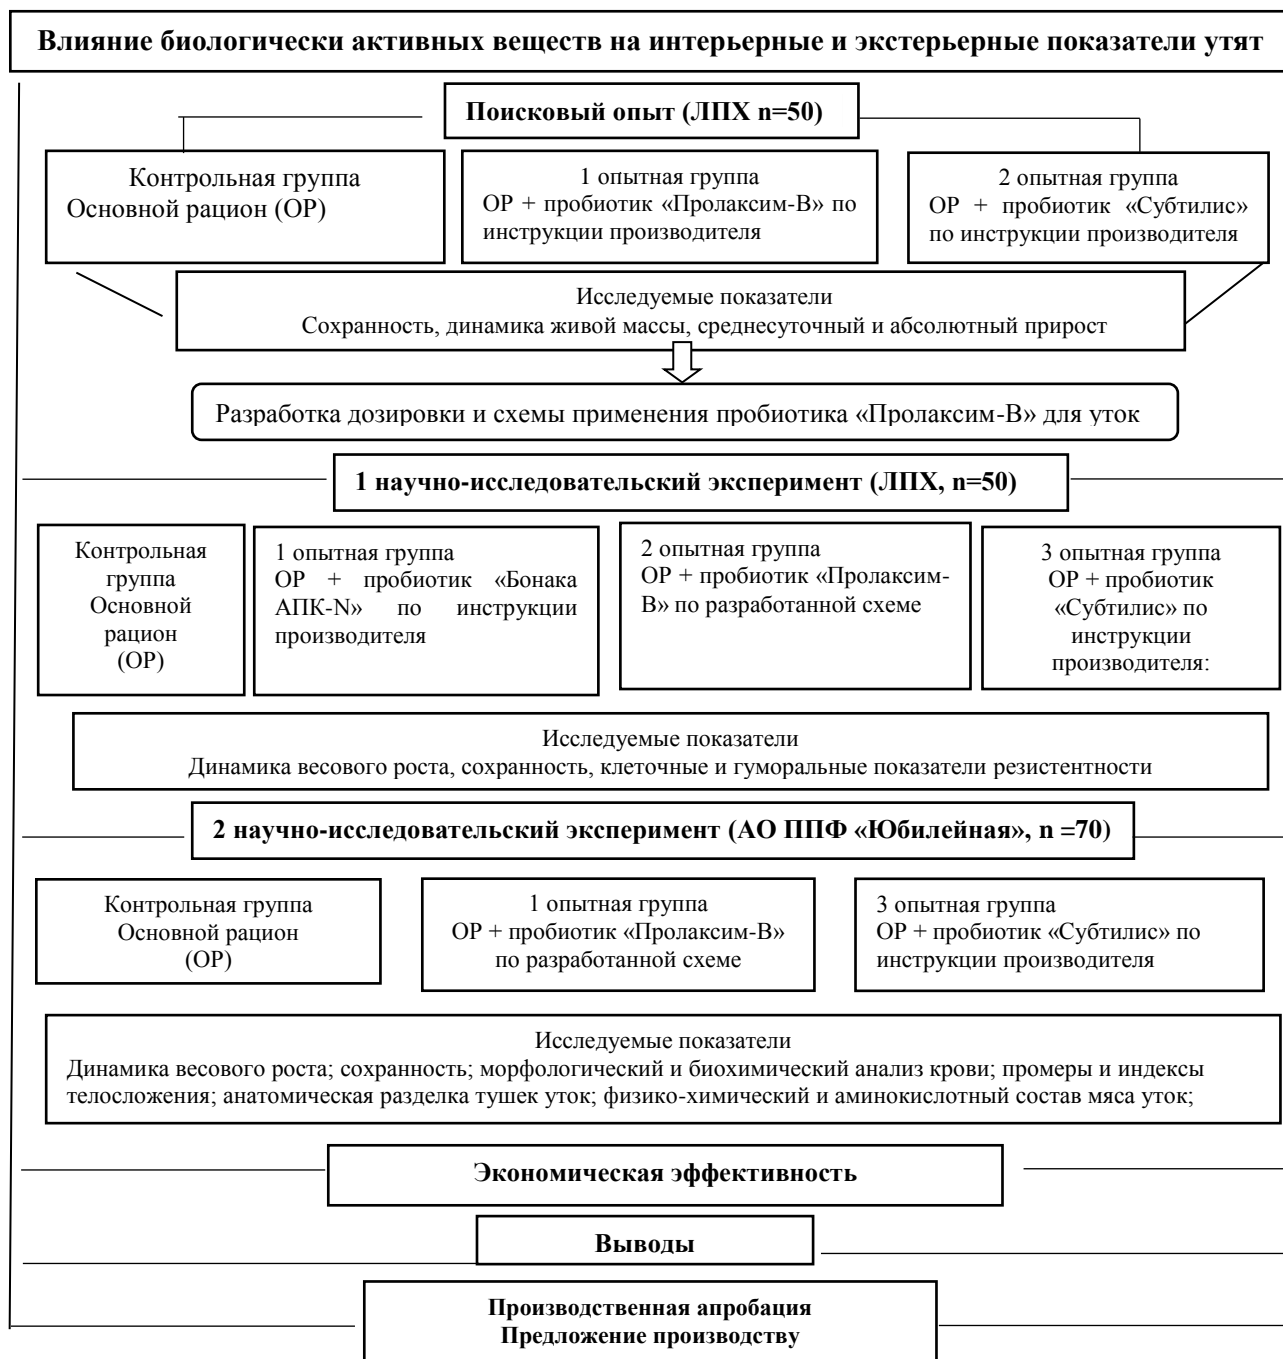 Влияние биологически активных веществ на интерьерные и экстерьерные показатели утят
Поисковый опыт (ЛПХ n=50)
Контрольная группа
Основной рацион (ОР)
1 опытная группа
ОР + пробиотик «Пролаксим-В» по
инструкции производителя
2 опытная группа
ОР + пробиотик «Субтилис»
по инструкции производителя
Исследуемые показатели
Сохранность, динамика живой массы, среднесуточный и абсолютный прирост
Разработка дозировки и схемы применения пробиотика «Пролаксим-В» для уток
1 научно-исследовательский эксперимент (ЛПХ, n=50)
Контрольная
группа
Основной
рацион
(ОР)
1 опытная группа
ОР + пробиотик «Бонака
АПК-N» по инструкции
производителя
2 опытная группа
ОР + пробиотик «Пролаксим-
В» по разработанной схеме
3 опытная группа
ОР + пробиотик
«Субтилис» по
инструкции
производителя:
Исследуемые показатели
Динамика весового роста, сохранность, клеточные и гуморальные показатели резистентности
2 научно-исследовательский эксперимент (АО ППФ «Юбилейная», n =70)
Контрольная группа
Основной рацион
(ОР)
1 опытная группа
ОР + пробиотик «Пролаксим-В»
по разработанной схеме
3 опытная группа
ОР + пробиотик «Субтилис» по
инструкции производителя
Исследуемые показатели
Динамика весового роста; сохранность; морфологический и биохимический анализ крови; промеры и индексы
телосложения; анатомическая разделка тушек уток; физико-химический и аминокислотный состав мяса уток;
Экономическая эффективность
Выводы
Производственная апробация
Предложение производству